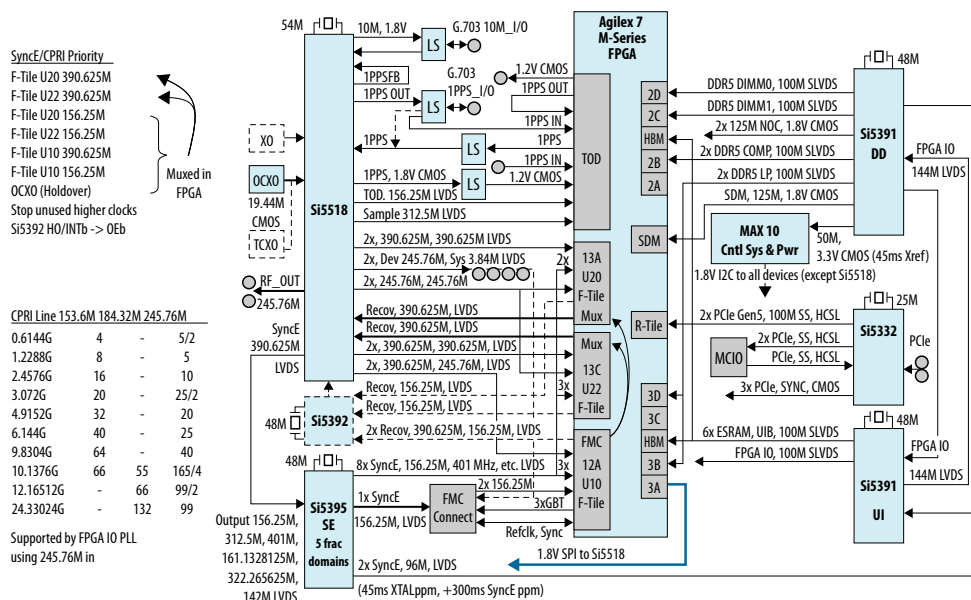 SyncE/CPRI Priority
F-Tile U20 390.625M
F-Tile U22 390.625M
F-Tile U20 156.25M
F-Tile U22 156.25M
F-Tile U10 390.625M
F-Tile U10 156.25M
OCXO (Holdover)
Stop unused higher clocks
Si5392 HO/INTb -> OEb
Muxed in
FPGA
CPRI Line 153.6M 184.32M 245.76M
0.6144G 4 - 5/2
1.2288G 8 - 5
2.4576G 16 - 10
3.072G 20 - 25/2
4.9152G 32 - 20
6.144G 40 - 25
9.8304G 64 - 40
10.1376G 66 55 165/4
12.16512G - 66 99/2
24.33024G - 132 99
Supported by FPGA IO PLL
using 245.76M in
54M
Si5518
XO
OCXO
19.44M
CMOS
TCXO
RF_OUT
245.76M
SyncE
390.625M
LVDS
10M, 1.8V
LS
G.703 10M_I/O
1PPSFB
1PPS OUT
G.703
1PPS_I/O
LS
1PPS
LS
1PPS, 1.8V CMOS
LS
TOD. 156.25M LVDS
Sample 312.5M LVDS
2x, 390.625M, 390.625M LVDS
2x, Dev 245.76M, Sys 3.84M LVDS
2x, 245.76M, 245.76M
Recov, 390.625M, LVDS
Recov, 390.625M, LVDS
2x, 390.625M, 390.625M LVDS
2x, 390.625M, 245.76M, LVDS
Recov, 156.25M, LVDS
Recov, 156.25M, LVDS
2x Recov, 390.625M, 156.25M, LVDS
48M
Si5392
48M
Si5395
SE
5 frac
domains
Output 156.25M,
312.5M, 401M,
161.1328125M,
322.265625M,
142M LVDS
8x SyncE, 156.25M, 401 MHz, etc. LVDS
1x SyncE
156.25M, LVDS
FMC
Connect
2x 156.25M
3xGBT
Refclk, Sync
2x SyncE, 96M, LVDS
(45ms XTALppm, +300ms SyncE ppm)
1.8V SPI to Si5518
Agilex 7
M-Series
FPGA
1.2V CMOS
1PPS OUT
1PPS IN
1PPS
1PPS IN
1.2V CMOS
TOD
2x
13A
U20
F-Tile
Mux
Mux
13C
U22
F-Tile
3x
FMC
12A
U10
F-Tile
3x
2D
2C
HBM
2B
2A
SDM
R-Tile
3D
3C
HBM
3B
3A
DDR5 DIMM0, 100M SLVDS
DDR5 DIMM1, 100M SLVDS
2x 125M NOC, 1.8V CMOS
2x DDR5 COMP, 100M SLVDS
2x DDR5 LP, 100M SLVDS
SDM, 125M, 1.8V CMOS
48M
Si5391
DD
FPGA IO
144M LVDS
MAX 10
Cntl Sys & Pwr
50M,
3.3V CMOS (45ms Xref)
1.8V I2C to all devices (except Si5518)
25M
2x PCIe Gen5, 100M SS, HCSL
MCIO
2x PCIe, SS, HCSL
PCIe, SS, HCSL
3x PCIe, SYNC, CMOS
Si5332
PCIe
48M
6x ESRAM, UIB, 100M SLVDS
FPGA IO, 100M SLVDS
Si5391
UI
FPGA IO
144M LVDS